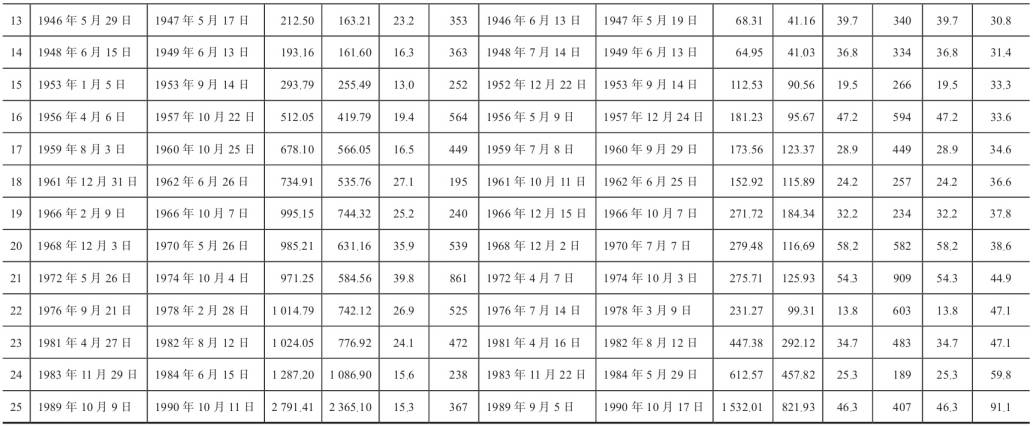 13 1946 年 5 月 29 日 1947 年 5 月 17 日 212.50 163.21 23.2 353 1946 年 6 月 13 日 1947 年 5 月 19 日 68.31 41.16 39.7 340 39.7 30.8
14 1948 年 6 月 15 日 1949 年 6 月 13 日 193.16 161.60 16.3 363 1948 年 7 月 14 日 1949 年 6 月 13 日 64.95 41.03 36.8 334 36.8 31.4
15 1953 年 1 月 5 日 1953 年 9 月 14 日 293.79 255.49 13.0 252 1952 年 12 月 22 日 1953 年 9 月 14 日 112.53 90.56 19.5 266 19.5 33.3
16 1956 年 4 月 6 日 1957 年 10 月 22 日 512.05 419.79 19.4 564 1956 年 5 月 9 日 1957 年 12 月 24 日 181.23 95.67 47.2 594 47.2 33.6
17 1959 年 8 月 3 日 1960 年 10 月 25 日 678.10 566.05 16.5 449 1959 年 7 月 8 日 1960 年 9 月 29 日 173.56 123.37 28.9 449 28.9 34.6
18 1961 年 12 月 31 日 1962 年 6 月 26 日 734.91 535.76 27.1 195 1961 年 10 月 11 日 1962 年 6 月 25 日 152.92 115.89 24.2 257 24.2 36.6
19 1966 年 2 月 9 日 1966 年 10 月 7 日 995.15 744.32 25.2 240 1966 年 12 月 15 日 1966 年 10 月 7 日 271.72 184.34 32.2 234 32.2 37.8
20 1968 年 12 月 3 日 1970 年 5 月 26 日 985.21 631.16 35.9 539 1968 年 12 月 2 日 1970 年 7 月 7 日 279.48 116.69 58.2 582 58.2 38.6
21 1972 年 5 月 26 日 1974 年 10 月 4 日 971.25 584.56 39.8 861 1972 年 4 月 7 日 1974 年 10 月 3 日 275.71 125.93 54.3 909 54.3 44.9
22 1976 年 9 月 21 日 1978 年 2 月 28 日 1 014.79 742.12 26.9 525 1976 年 7 月 14 日 1978 年 3 月 9 日 231.27 99.31 13.8 603 13.8 47.1
23 1981 年 4 月 27 日 1982 年 8 月 12 日 1 024.05 776.92 24.1 472 1981 年 4 月 16 日 1982 年 8 月 12 日 447.38 292.12 34.7 483 34.7 47.1
24 1983 年 11 月 29 日 1984 年 6 月 15 日 1 287.20 1 086.90 15.6 238 1983 年 11 月 22 日 1984 年 5 月 29 日 612.57 457.82 25.3 189 25.3 59.8
25 1989 年 10 月 9 日 1990 年 10 月 11 日 2 791.41 2 365.10 15.3 367 1989 年 9 月 5 日 1990 年 10 月 17 日 1 532.01 821.93 46.3 407 46.3 91.1